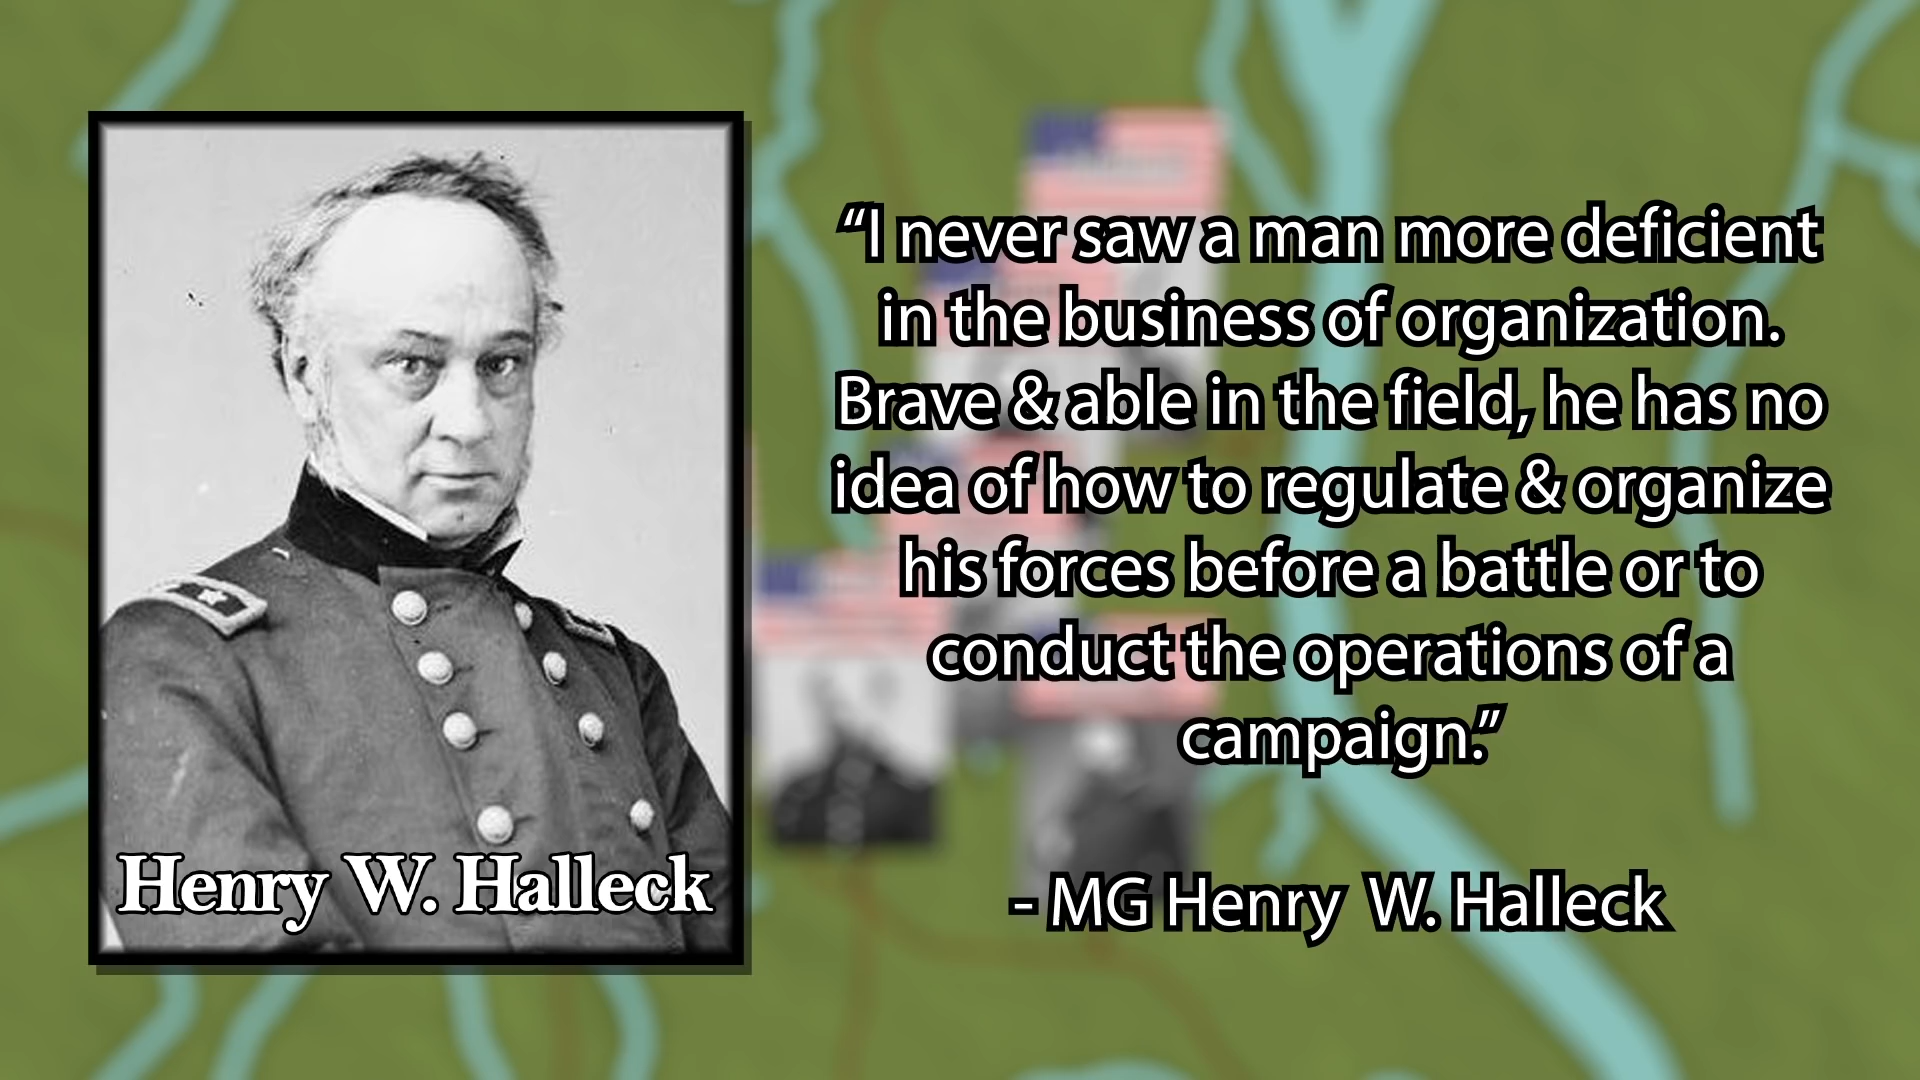 “I never saw a man more deficient
in the business of organization.
Brave & able in the field, he has no
idea of how to regulate & organize
his forces before a battle or to
conduct the operations of a
campaign.”
- MG Henry W. Halleck
Henry W. Halleck